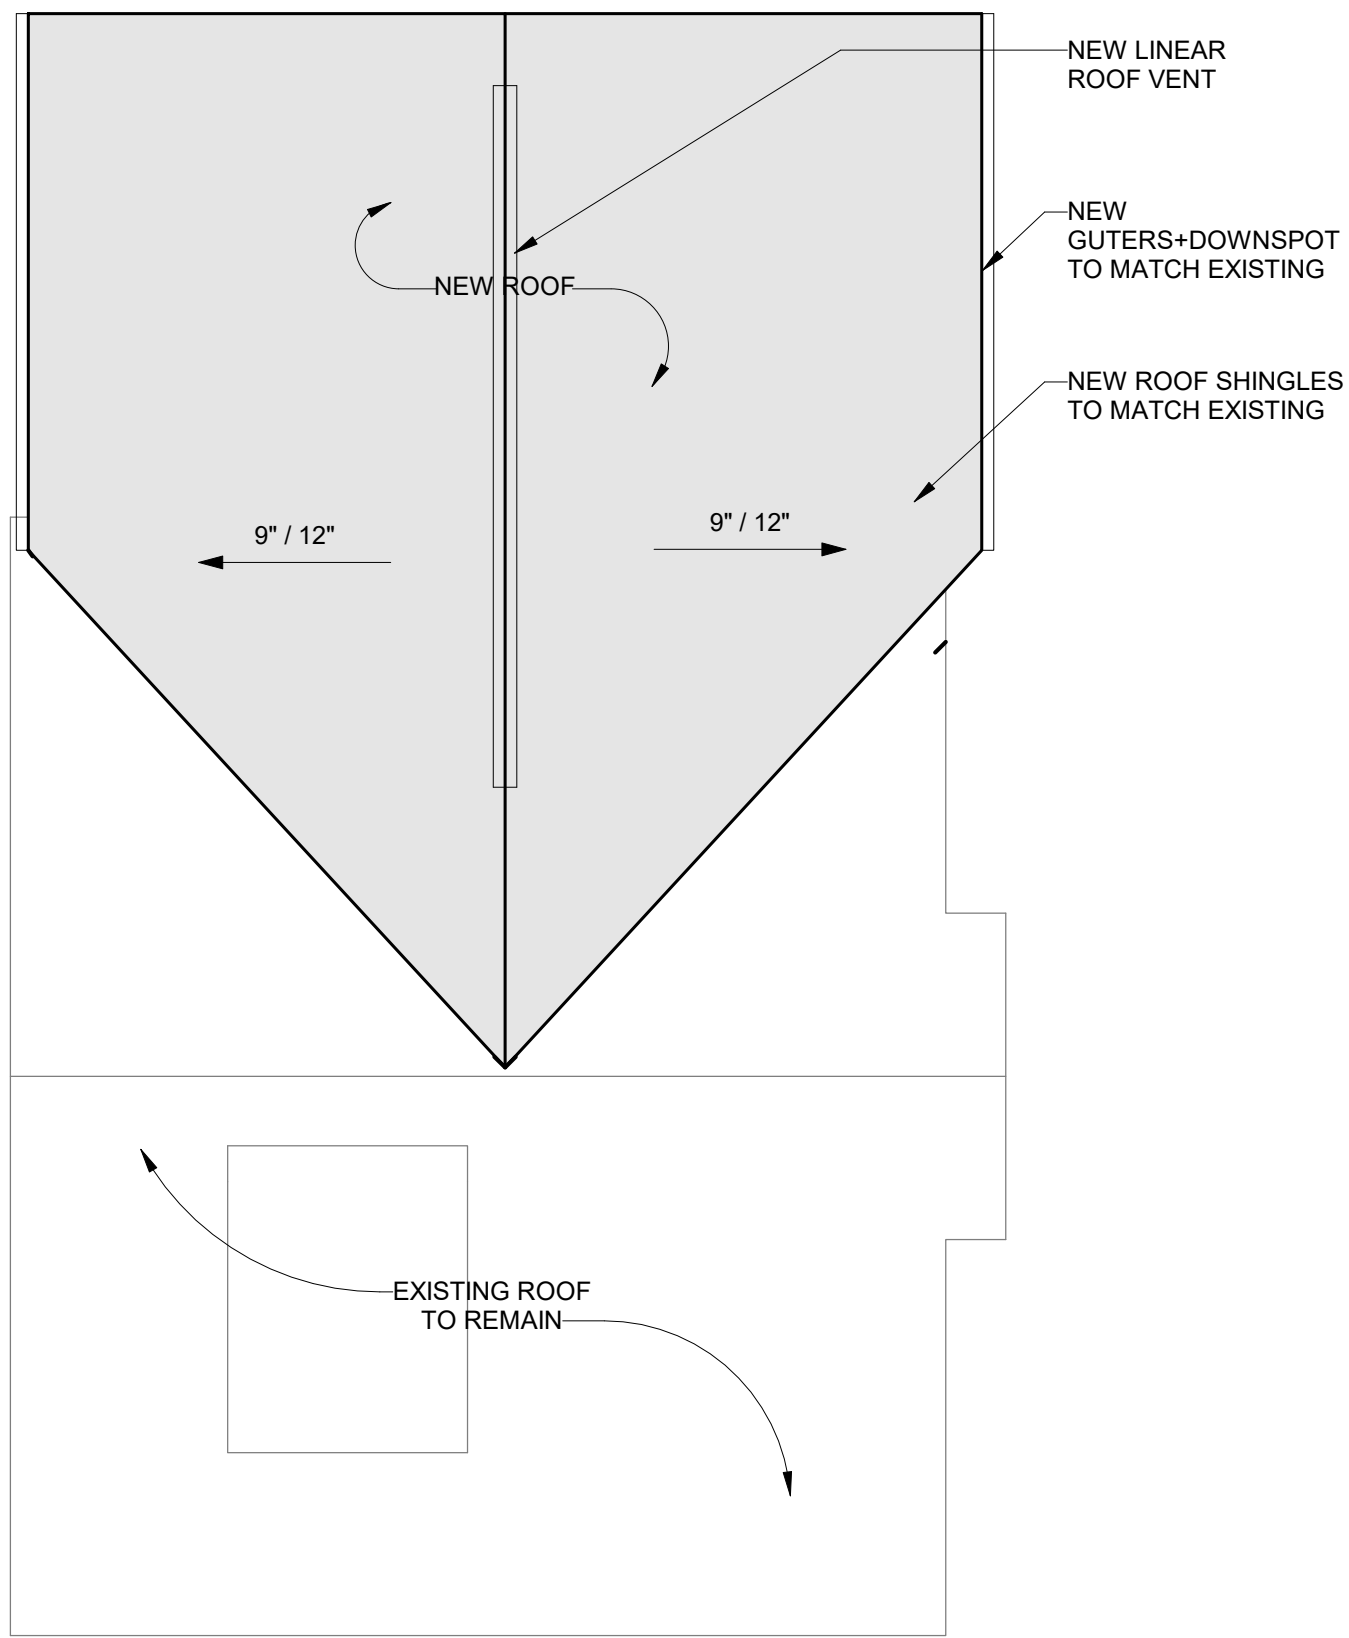 NEW LINEAR
ROOF VENT
NEW
GUTERS+DOWNSPOT
TO MATCH EXISTING
NEW ROOF
NEW ROOF SHINGLES
TO MATCH EXISTING
9" / 12"
9" / 12"
EXISTING ROOF
TO REMAIN